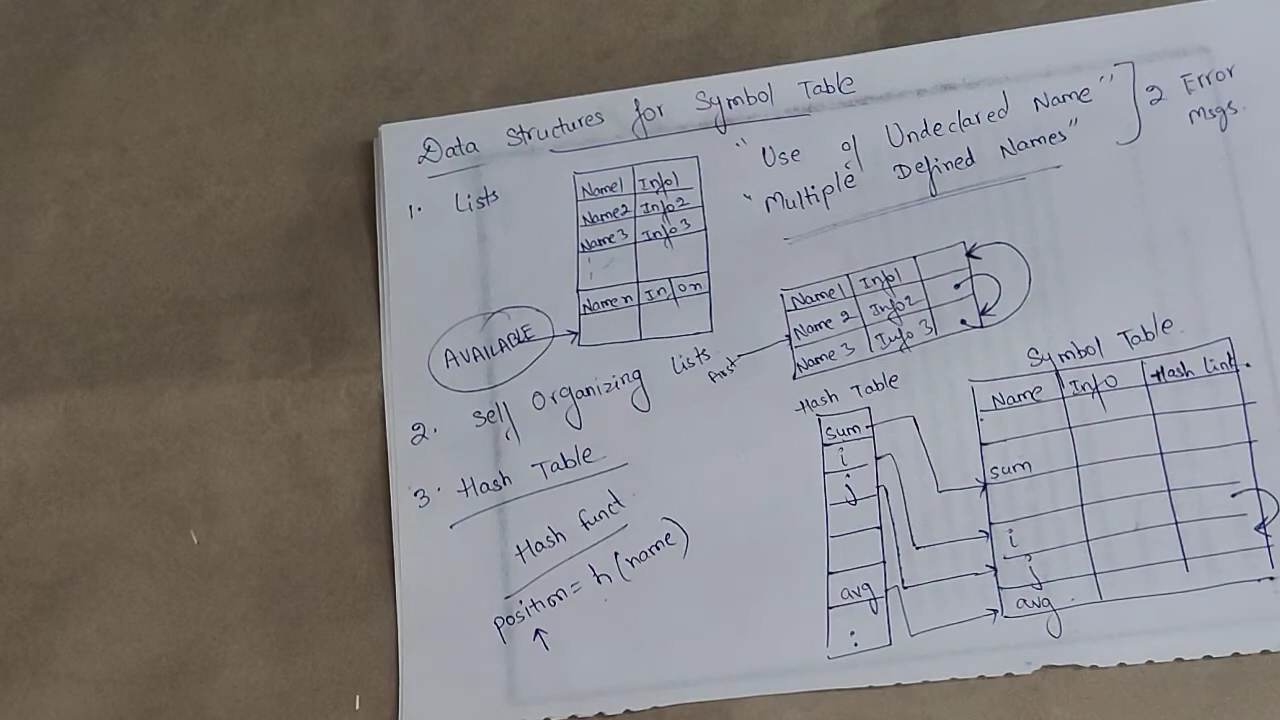 Data Structures for Symbol Table
"Use of Undeclared Name"
"Multiple Defined Names"
2 Error
Msgs.
1. Lists
Name1 Info1
Name2 Info2
Name3 Info3
Namen Infon
AVAILABLE
2. Self Organizing Lists
first
Name1 Info1
Name 2 Info2
Name 3 Info 3
3. Hash Table
Hash funct
position = h(name)
Hash Table
sum
i
j
avg
:
Symbol Table
Name Info Hash link
sum
i
j
avg